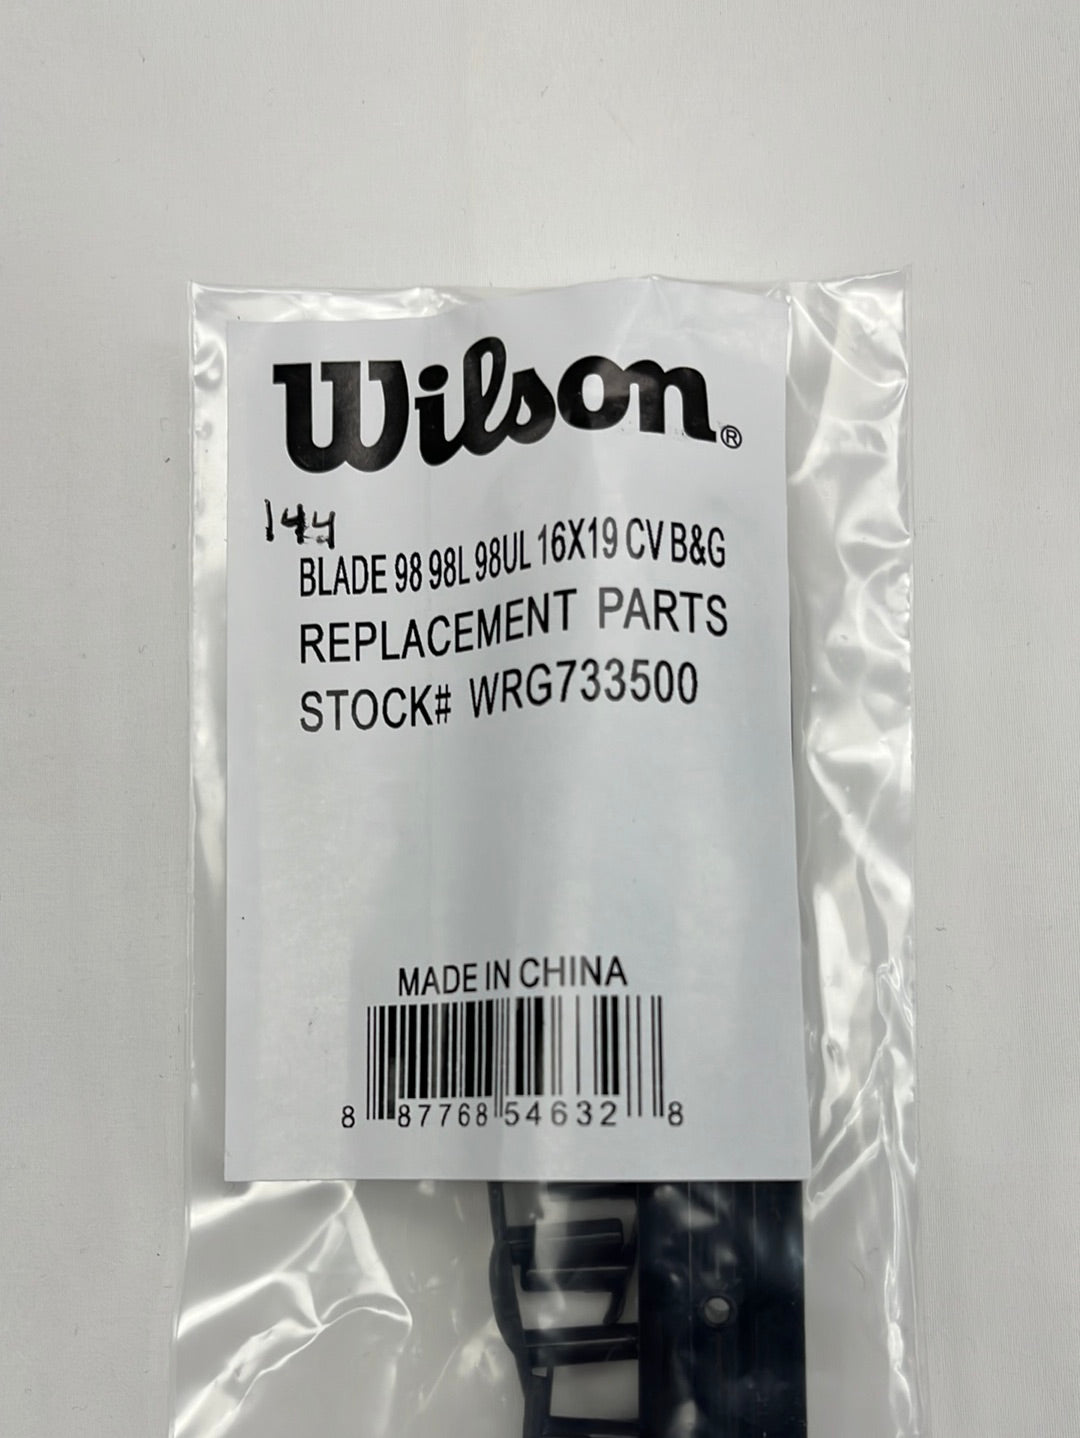 Wilson®
144
BLADE 98 98L 98UL 16X19 CV B&G
REPLACEMENT PARTS
STOCK# WRG733500
MADE IN CHINA
8 87768 54632 8